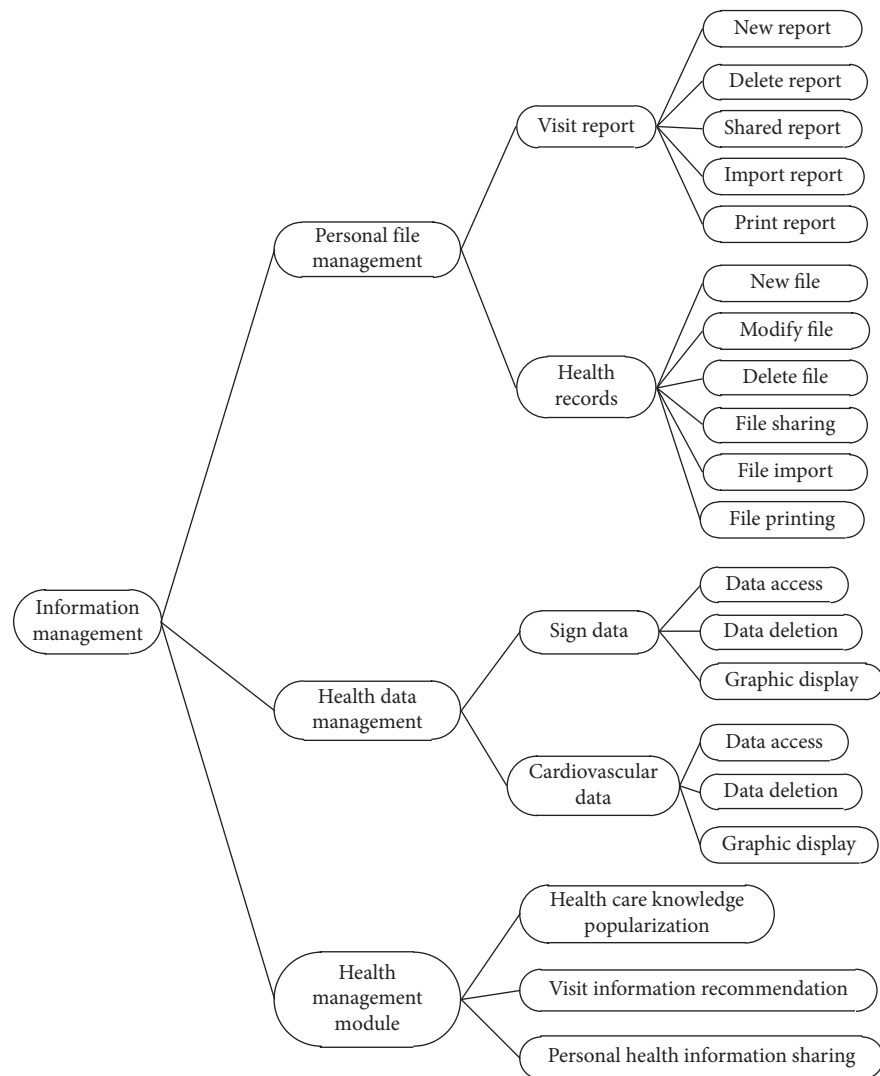 New report
Delete report
Visit report
Shared report
Import report
Print report
Personal file
management
New file
Modify file
Health
records
Delete file
File sharing
File import
File printing
Information
management
Data access
Sign data
Data deletion
Graphic display
Health data
management
Data access
Cardiovascular
data
Data deletion
Graphic display
Health care knowledge
popularization
Health
management
module
Visit information recommendation
Personal health information sharing